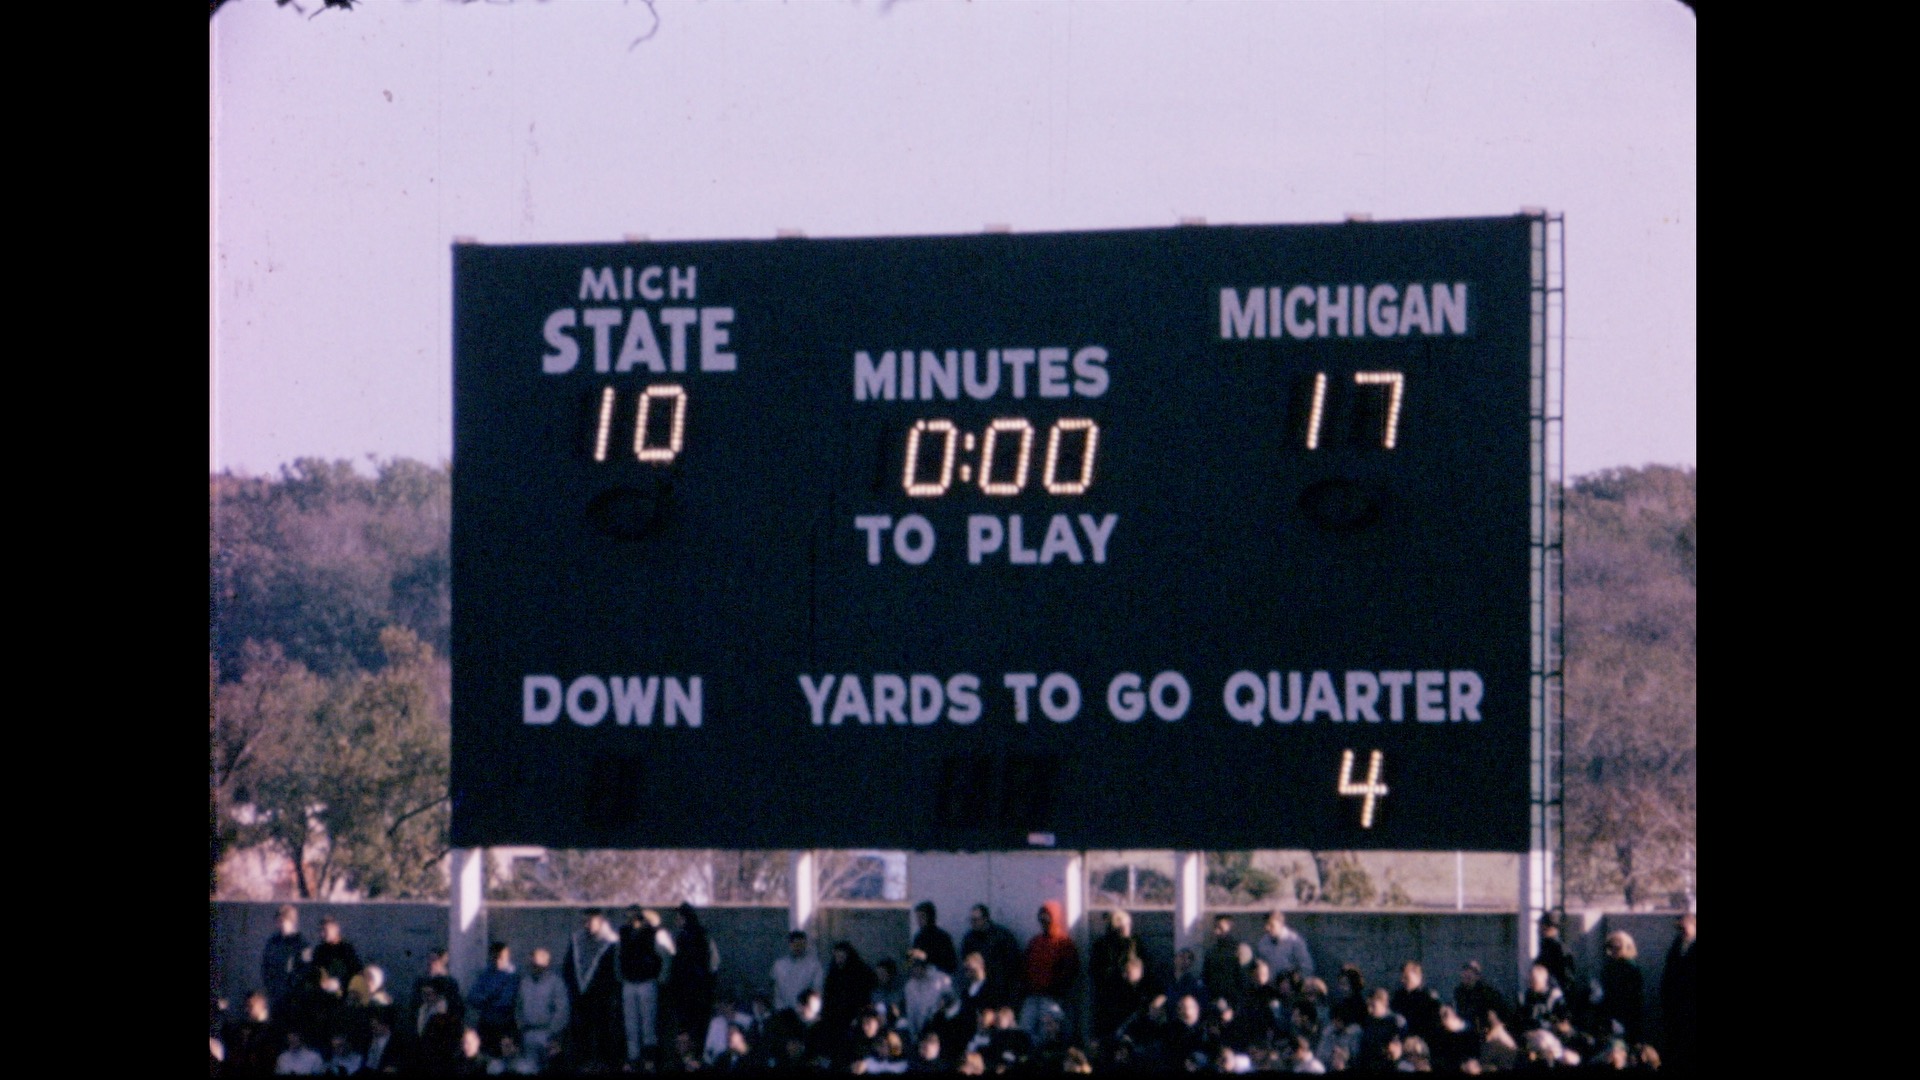 MICH
STATE
10
MICHIGAN
17
MINUTES
0:00
TO PLAY
DOWN
YARDS TO GO
QUARTER
4